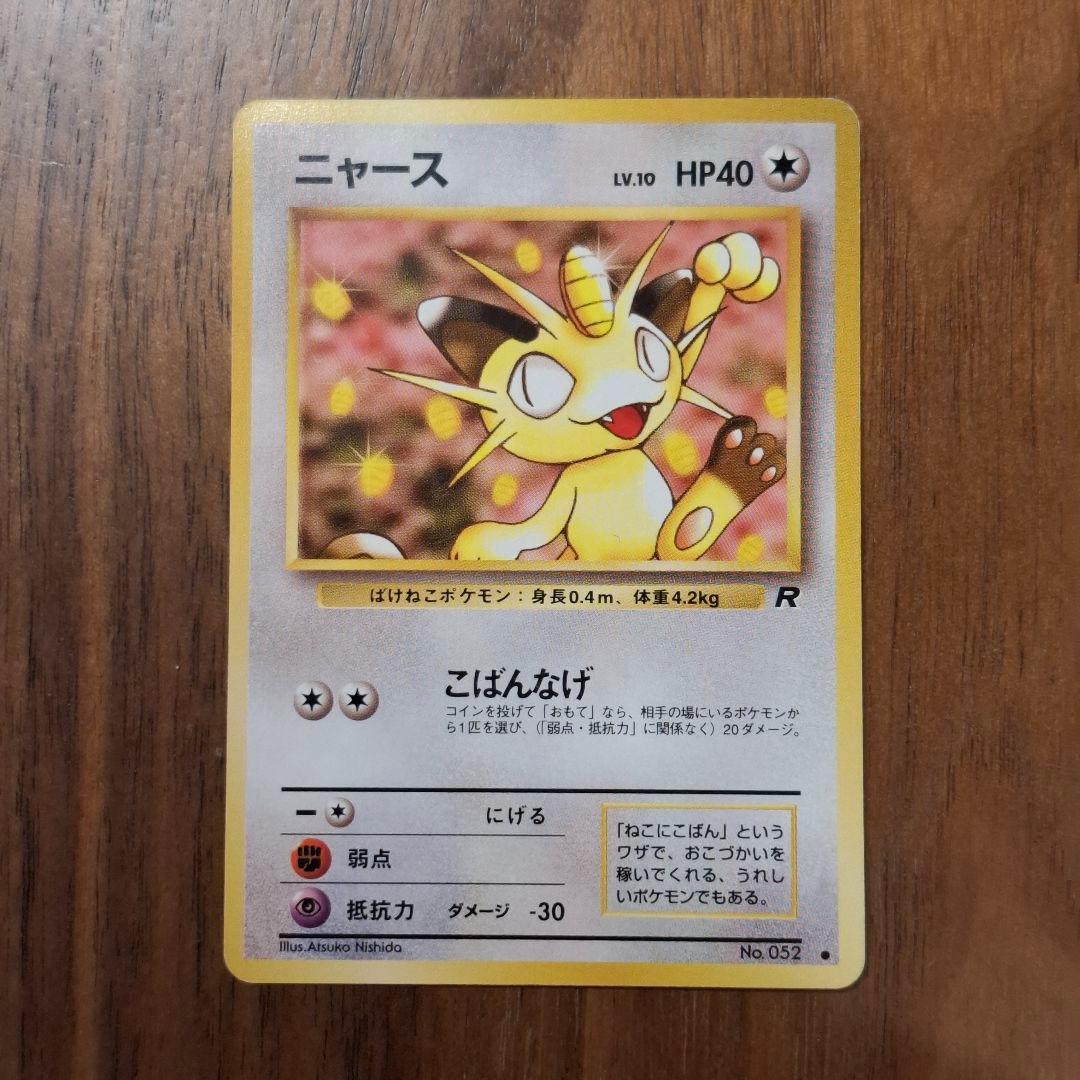 ニャース LV.10 HP40
ばけねこポケモン：身長0.4m、体重4.2kg R
こばんなげ
コインを投げて「おもて」なら、相手の場にいるポケモンか
ら1匹を選び、（「弱点・抵抗力」に関係なく）20ダメージ。
ー にげる
弱点
抵抗力 ダメージ -30
「ねこにこばん」という
ワザで、おこづかいを
稼いでくれる、うれし
いポケモンでもある。
Illus.Atsuko Nishida
No.052 ●